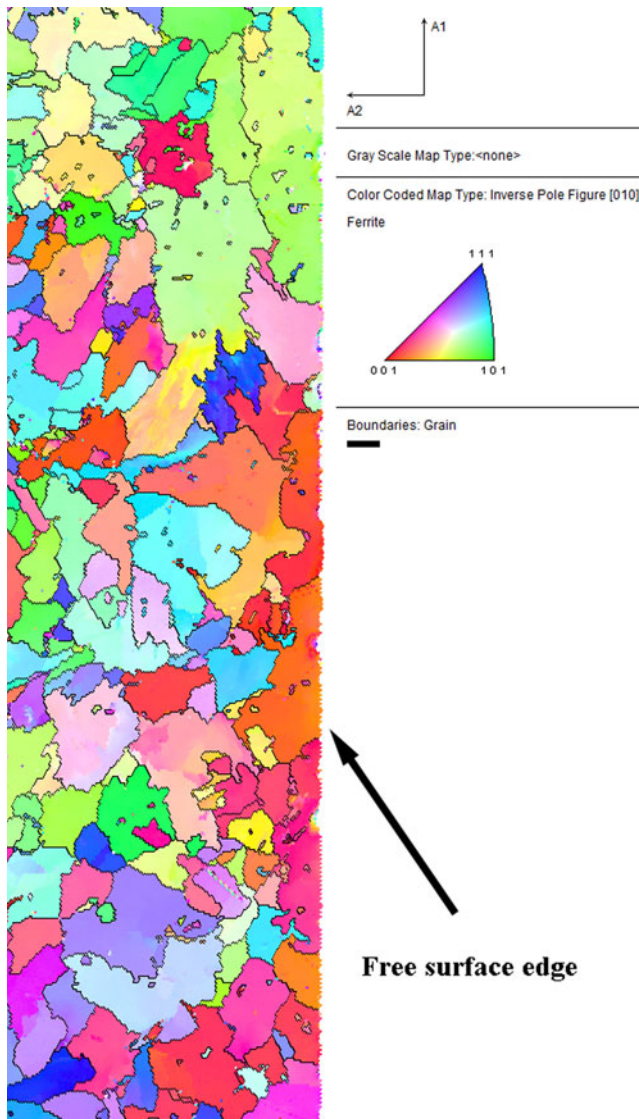 A1
A2
Gray Scale Map Type:<none>
Color Coded Map Type: Inverse Pole Figure [010]
Ferrite
1 1 1
0 0 1
1 0 1
Boundaries: Grain
Free surface edge